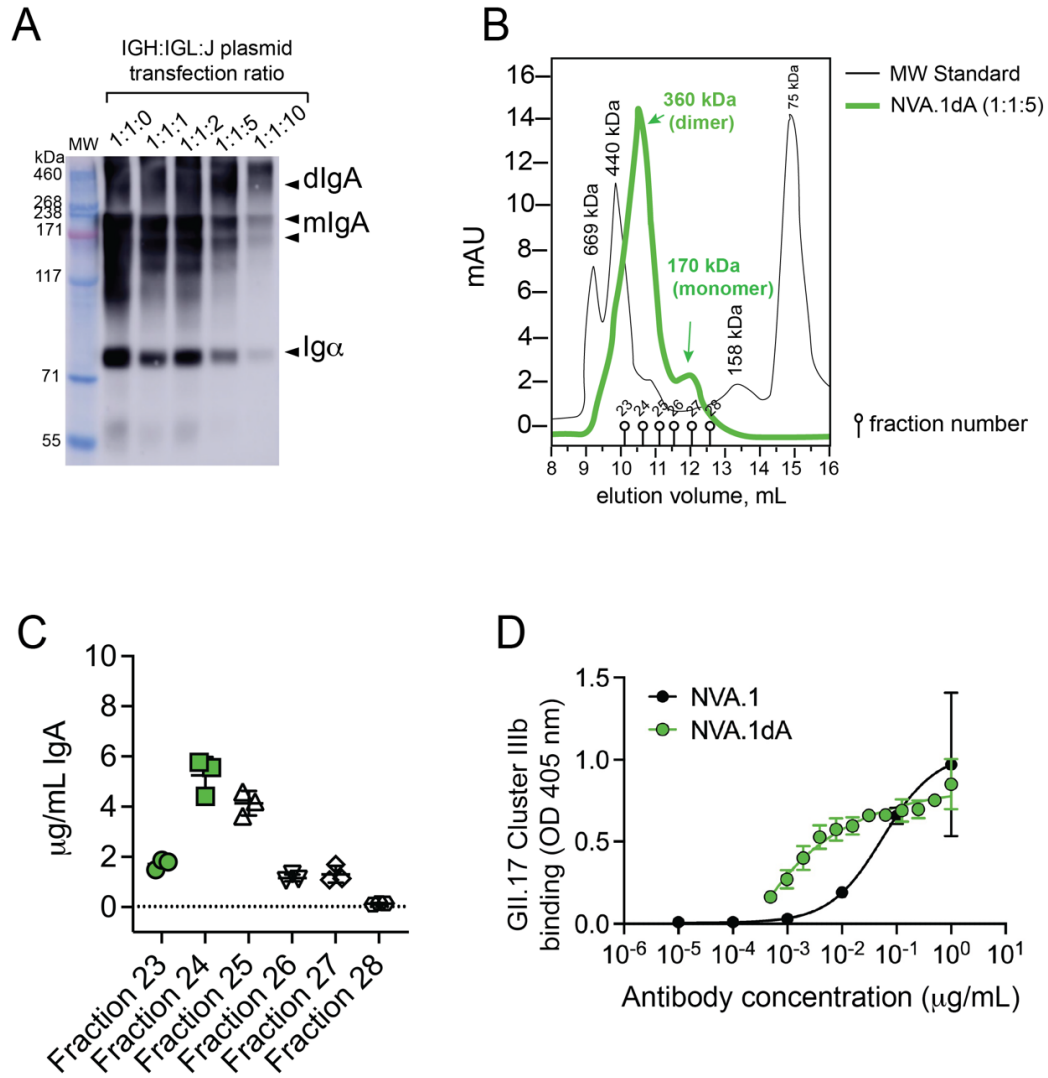 A
IGH:IGL:J plasmid
transfection ratio
1:1:0
1:1:1
1:1:2
1:1:5
1:1:10
MW
kDa
460
268
238
171
117
71
55
dIgA
mIgA
Igα
B
mAU
16
14
12
10
8
6
4
2
0
669 kDa
440 kDa
360 kDa
(dimer)
170 kDa
(monomer)
158 kDa
75 kDa
23
24
25
26
27
28
8 9 10 11 12 13 14 15 16
elution volume, mL
MW Standard
NVA.1dA (1:1:5)
fraction number
C
µg/mL IgA
10
8
6
4
2
0
Fraction 23
Fraction 24
Fraction 25
Fraction 26
Fraction 27
Fraction 28
D
GII.17 Cluster IIIb
binding (OD 405 nm)
1.5
1.0
0.5
0.0
NVA.1
NVA.1dA
10⁻⁶ 10⁻⁵ 10⁻⁴ 10⁻³ 10⁻² 10⁻¹ 10⁰ 10¹
Antibody concentration (µg/mL)